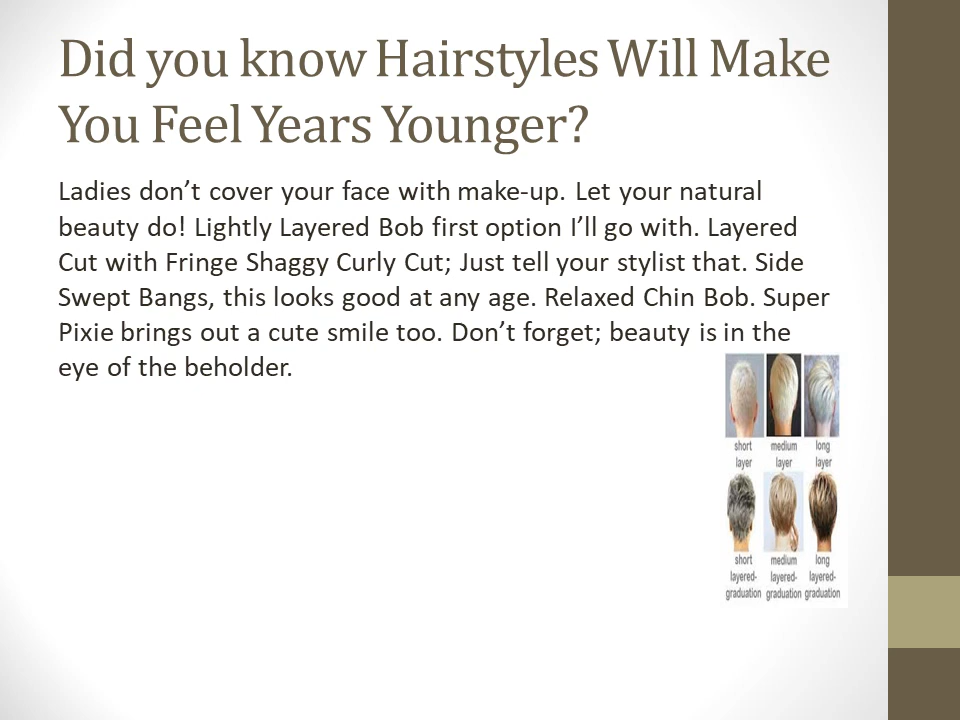 Did you know Hairstyles Will Make
You Feel Years Younger?
Ladies don’t cover your face with make-up. Let your natural
beauty do! Lightly Layered Bob first option I’ll go with. Layered
Cut with Fringe Shaggy Curly Cut; Just tell your stylist that. Side
Swept Bangs, this looks good at any age. Relaxed Chin Bob. Super
Pixie brings out a cute smile too. Don’t forget; beauty is in the
eye of the beholder.
short medium long
layer layer layer
short medium long
layered- layered- layered-
graduation graduation graduation